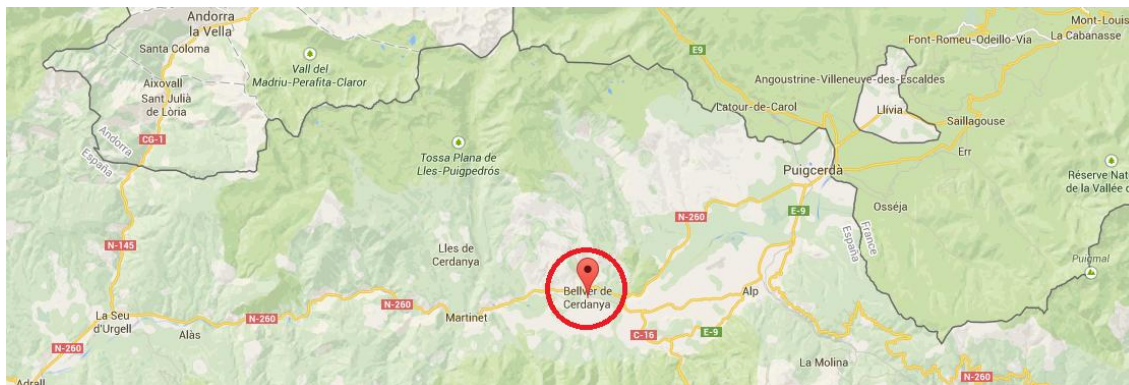 Andorra
la Vella
Mont-Louis
La Cabanasse
Font-Romeu-Odeillo-Via
Santa Coloma
E9
Vall del
Madriu-Perafita-Claror
Angoustrine-Villeneuve-des-Escaldes
Aixovall
Sant Julià
de Lòria
Latour-de-Carol
Llívia
Saillagouse
CG-1
Andorra
España
Tossa Plana de
Lles-Puigpedrós
Err
Puigcerdà
Réserve Nat
de la Vallée d
Osséja
N-260
E-9
France
España
N-145
Lles de
Cerdanya
Puigmal
Bellver de
Cerdanya
Alp
N-260
La Seu
d'Urgell
Martinet
Alàs
C-16
E-9
N-260
La Molina
N-260
Adrall